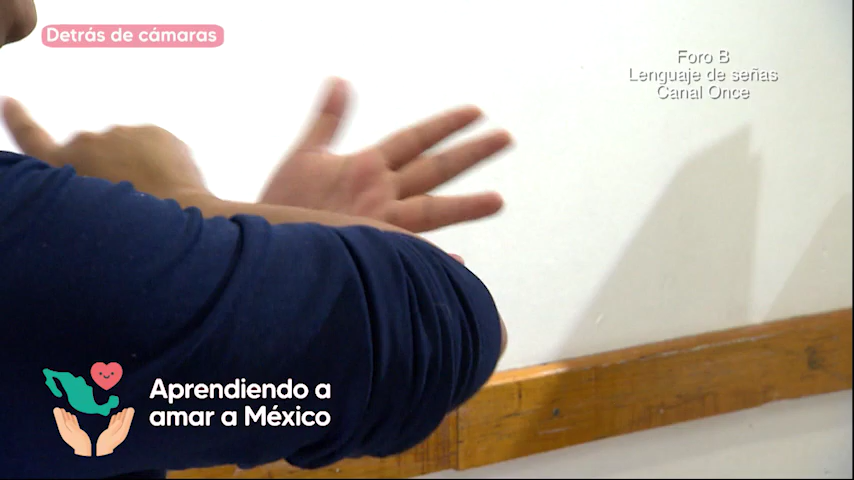 Detrás de cámaras
Foro B
Lenguaje de señas
Canal Once
Aprendiendo a
amar a México